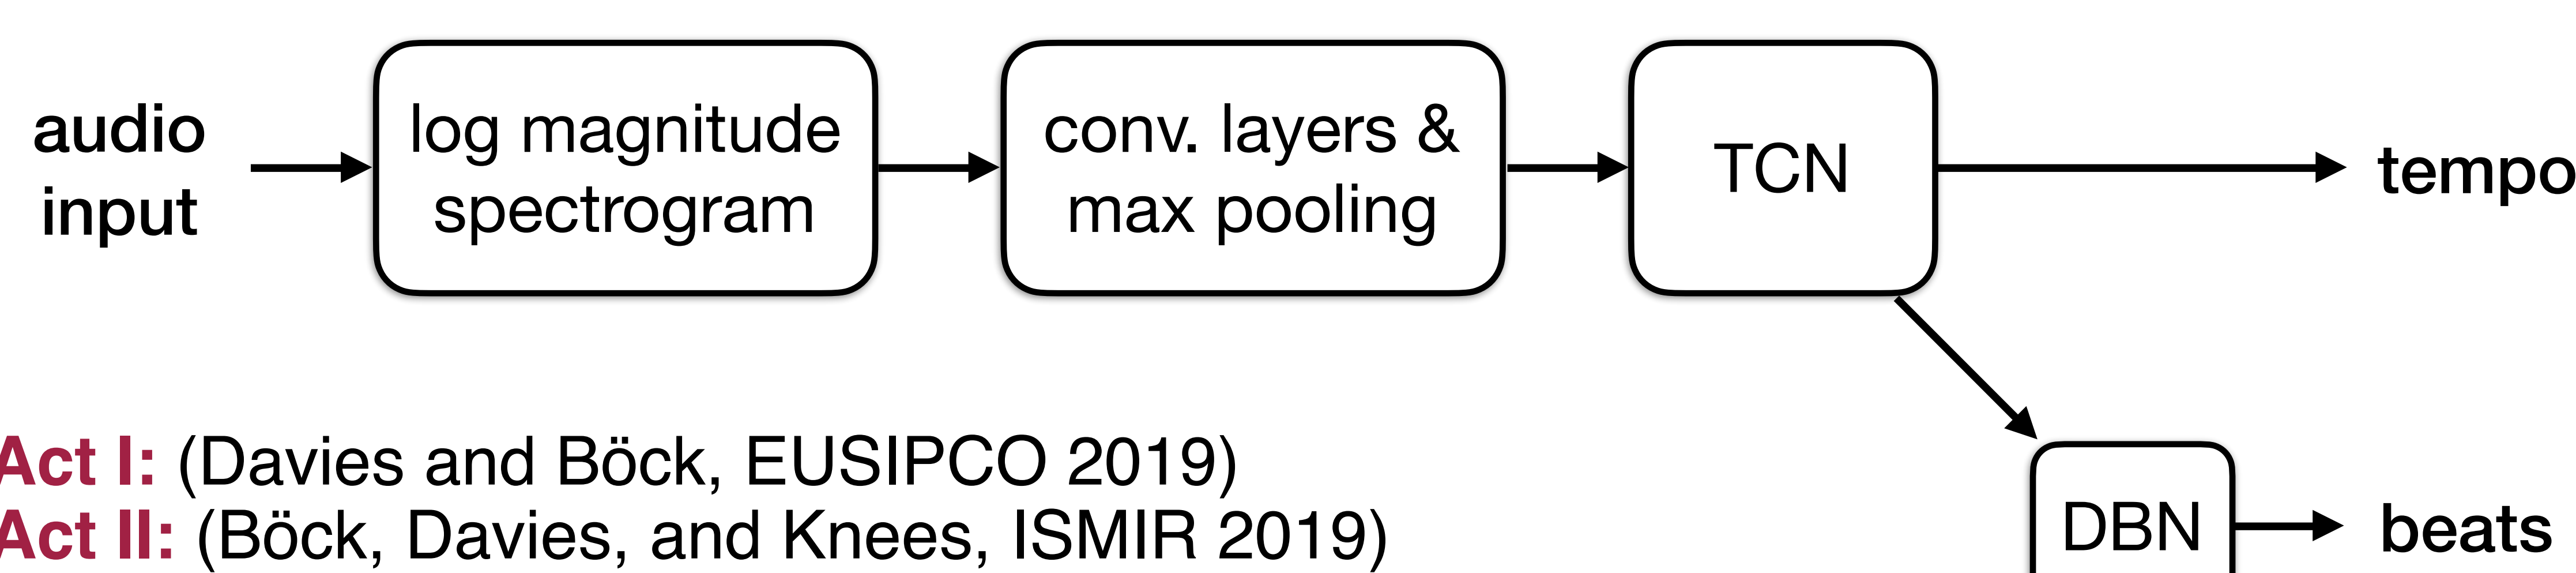 audio
input
log magnitude
spectrogram
conv. layers &
max pooling
TCN
tempo
Act I: (Davies and Böck, EUSIPCO 2019)
Act II: (Böck, Davies, and Knees, ISMIR 2019)
DBN
beats